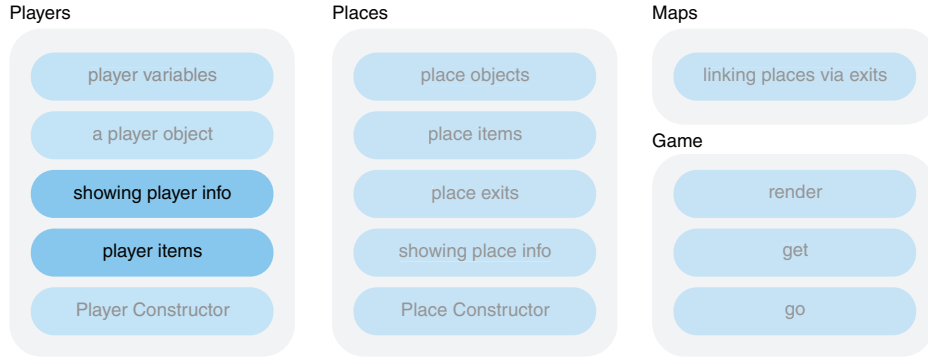 Players
player variables
a player object
showing player info
player items
Player Constructor
Places
place objects
place items
place exits
showing place info
Place Constructor
Maps
linking places via exits
Game
render
get
go